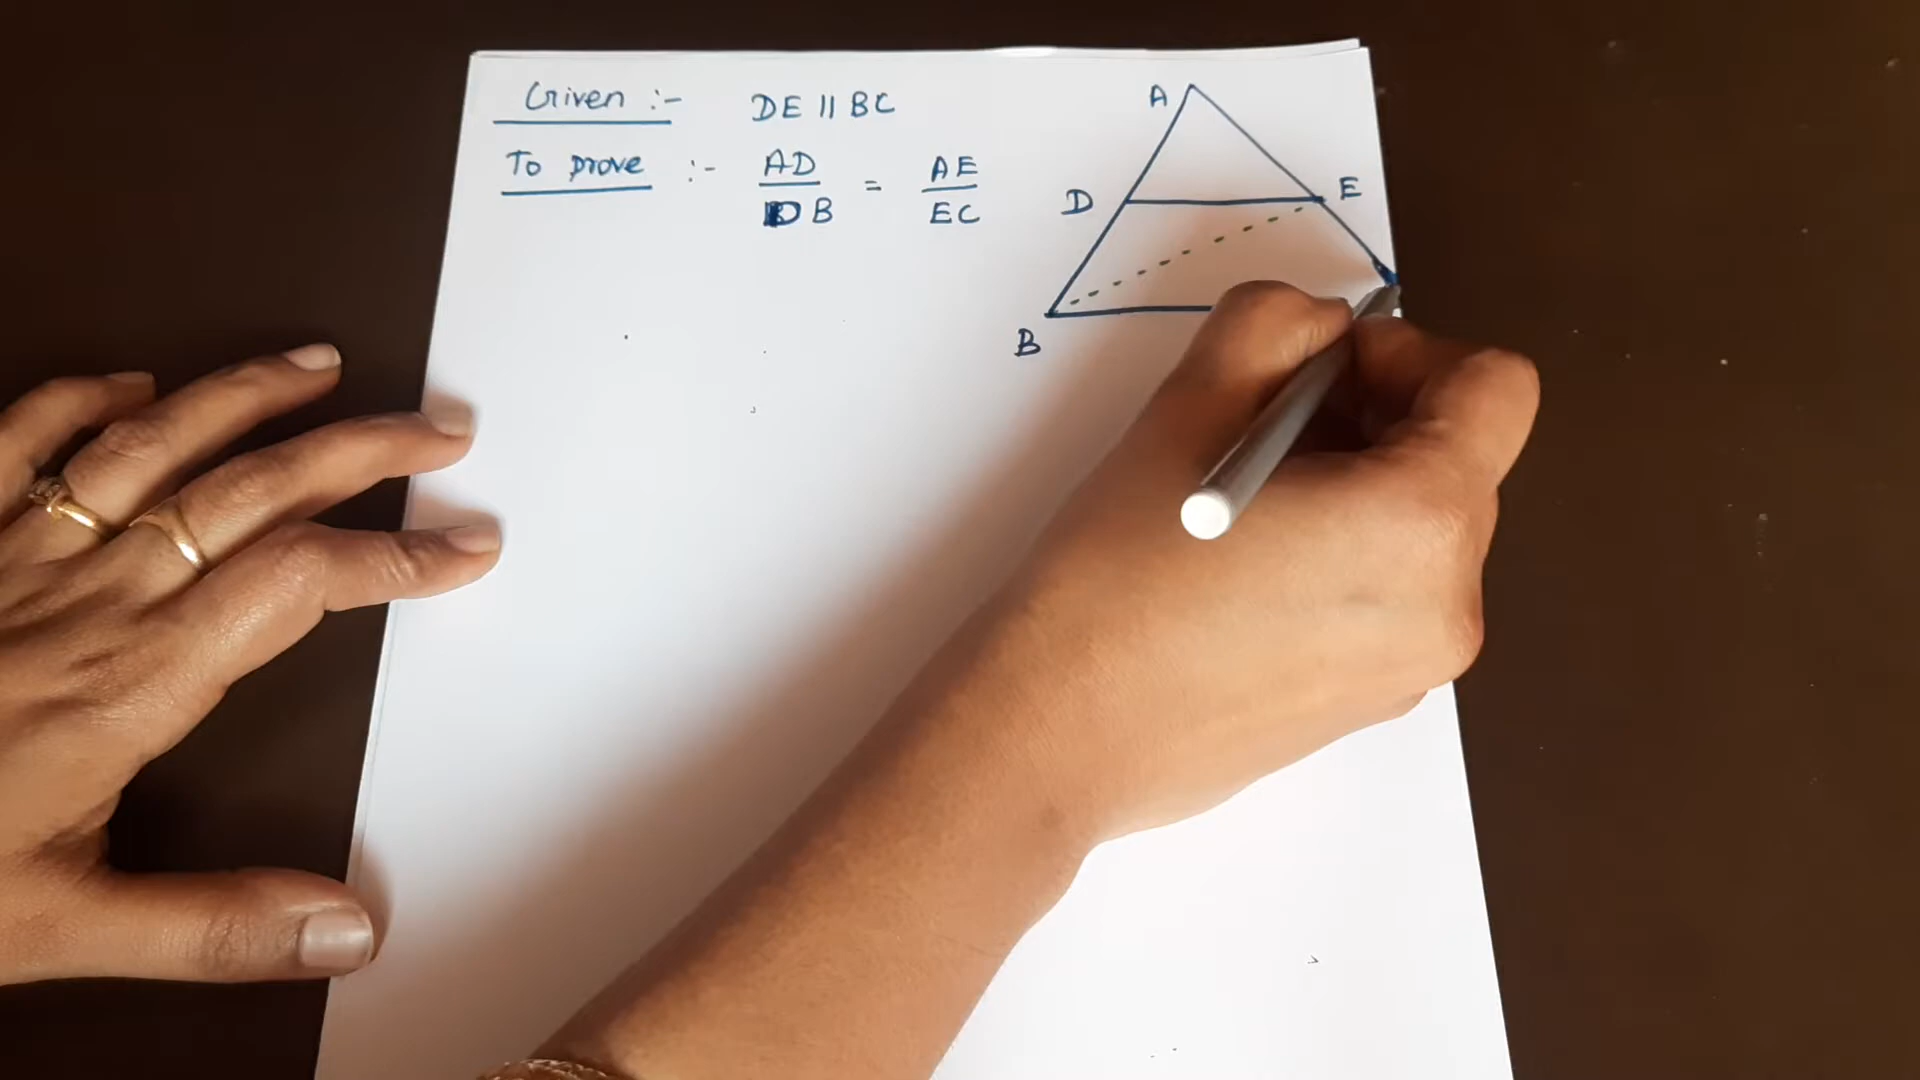 Given :- DE || BC
To prove :- AD/DB = AE/EC
A
D E
B